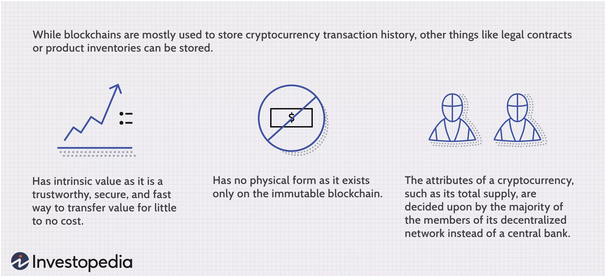 While blockchains are mostly used to store cryptocurrency transaction history, other things like legal contracts
or product inventories can be stored.
$
Has intrinsic value as it is a
trustworthy, secure, and fast
way to transfer value for little
to no cost.
Has no physical form as it exists
only on the immutable blockchain.
The attributes of a cryptocurrency,
such as its total supply, are
decided upon by the majority of
the members of its decentralized
network instead of a central bank.
Investopedia